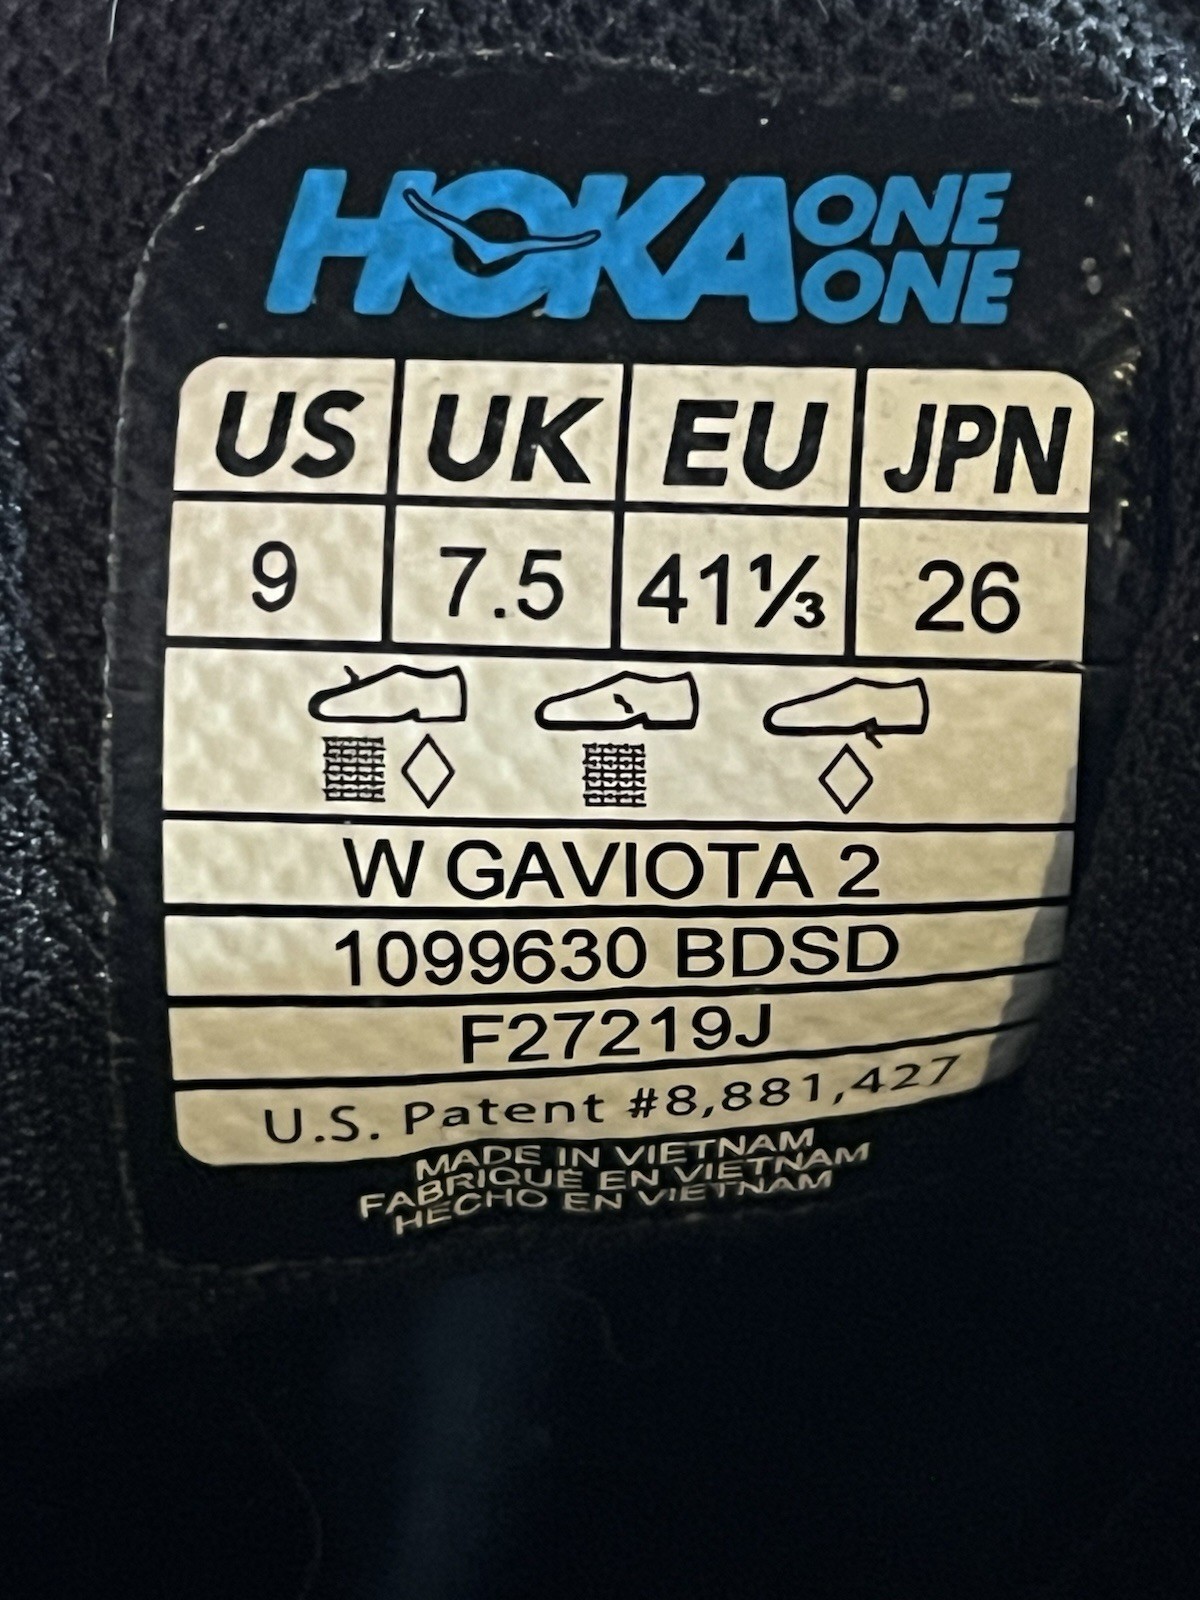 HOKA ONE ONE
US UK EU JPN
9 7.5 41⅓ 26
W GAVIOTA 2
1099630 BDSD
F27219J
U.S. Patent #8,881,427
MADE IN VIETNAM
FABRIQUÉ EN VIETNAM
HECHO EN VIETNAM